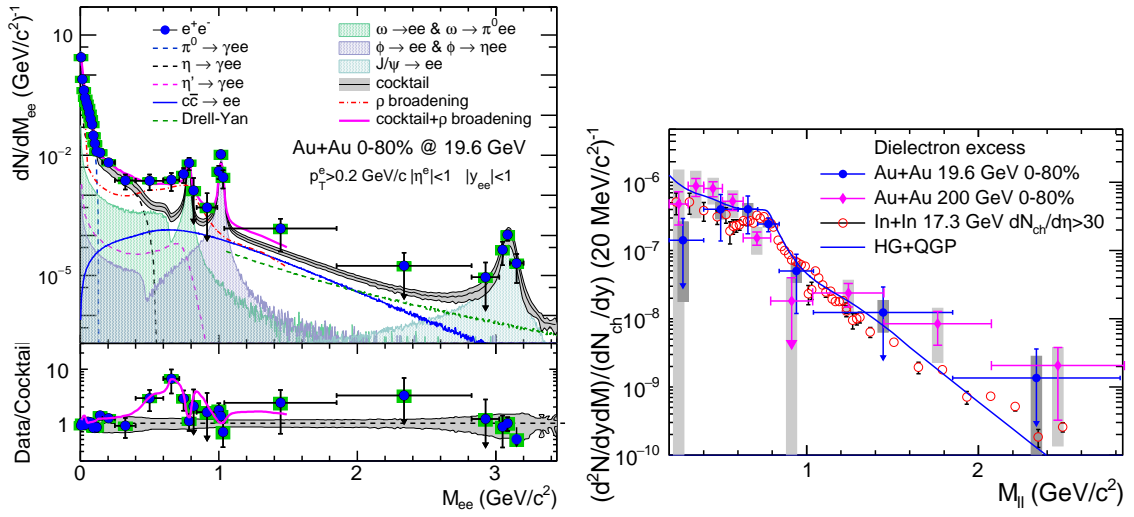 dN/dM_ee (GeV/c²)⁻¹
10
10⁻²
10⁻⁵
e⁺e⁻
π⁰ → γee
η → γee
η' → γee
cc̅ → ee
Drell-Yan
ω → ee & ω → π⁰ee
φ → ee & φ → ηee
J/ψ → ee
cocktail
ρ broadening
cocktail+ρ broadening
Au+Au 0-80% @ 19.6 GeV
p_T^e>0.2 GeV/c |η^e|<1 |y_ee|<1
Data/Cocktail
10
1
0 1 2 3
M_ee (GeV/c²)
(d²N/dydM)/(dN_ch/dy) (20 MeV/c²)⁻¹
10⁻⁶
10⁻⁷
10⁻⁸
10⁻⁹
10⁻¹⁰
Dielectron excess
Au+Au 19.6 GeV 0-80%
Au+Au 200 GeV 0-80%
In+In 17.3 GeV dN_ch/dη>30
HG+QGP
1 2
M_ll (GeV/c²)